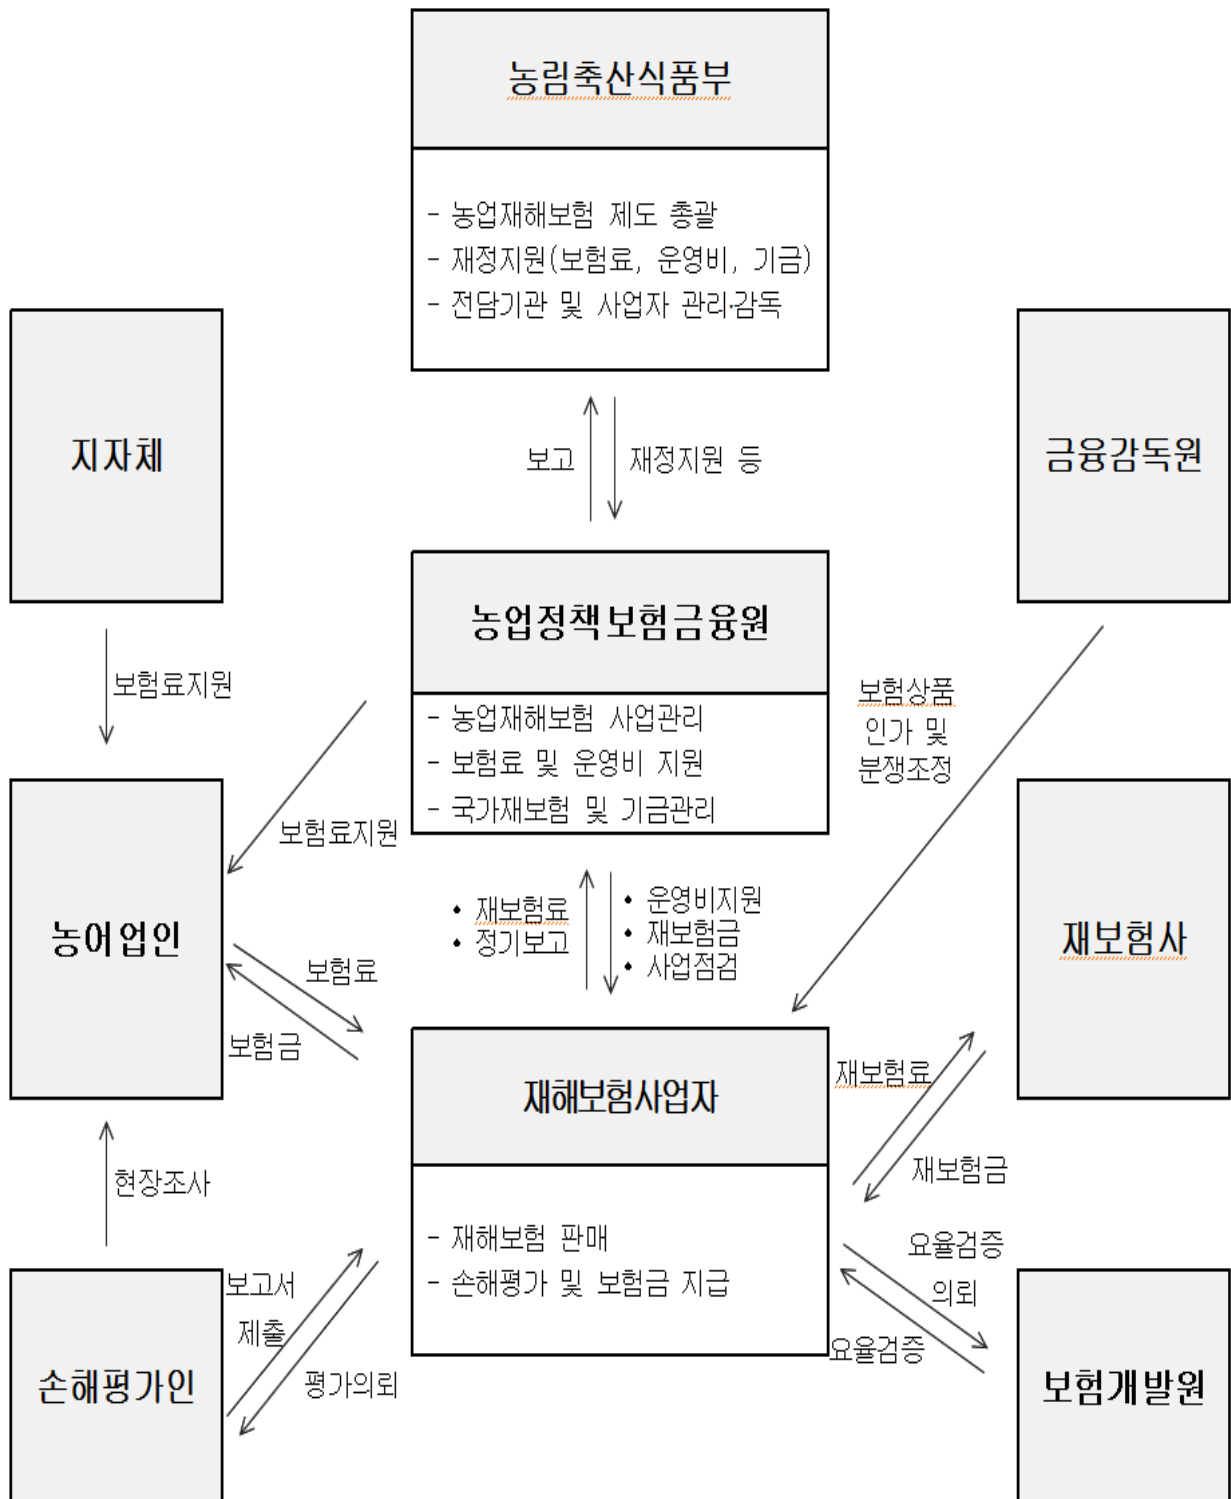 농림축산식품부
- 농업재해보험 제도 총괄
- 재정지원(보험료, 운영비, 기금)
- 전담기관 및 사업자 관리·감독
지자체
보고
재정지원 등
금융감독원
농업정책보험금융원
- 농업재해보험 사업관리
- 보험료 및 운영비 지원
- 국가재보험 및 기금관리
보험료지원
보험료지원
보험상품
인가 및
분쟁조정
농어업인
• 재보험료
• 정기보고
• 운영비지원
• 재보험금
• 사업점검
재보험사
보험료
보험금
재해보험사업자
- 재해보험 판매
- 손해평가 및 보험금 지급
재보험료
재보험금
현장조사
요율검증
의뢰
요율검증
보고서
제출
평가의뢰
손해평가인
보험개발원